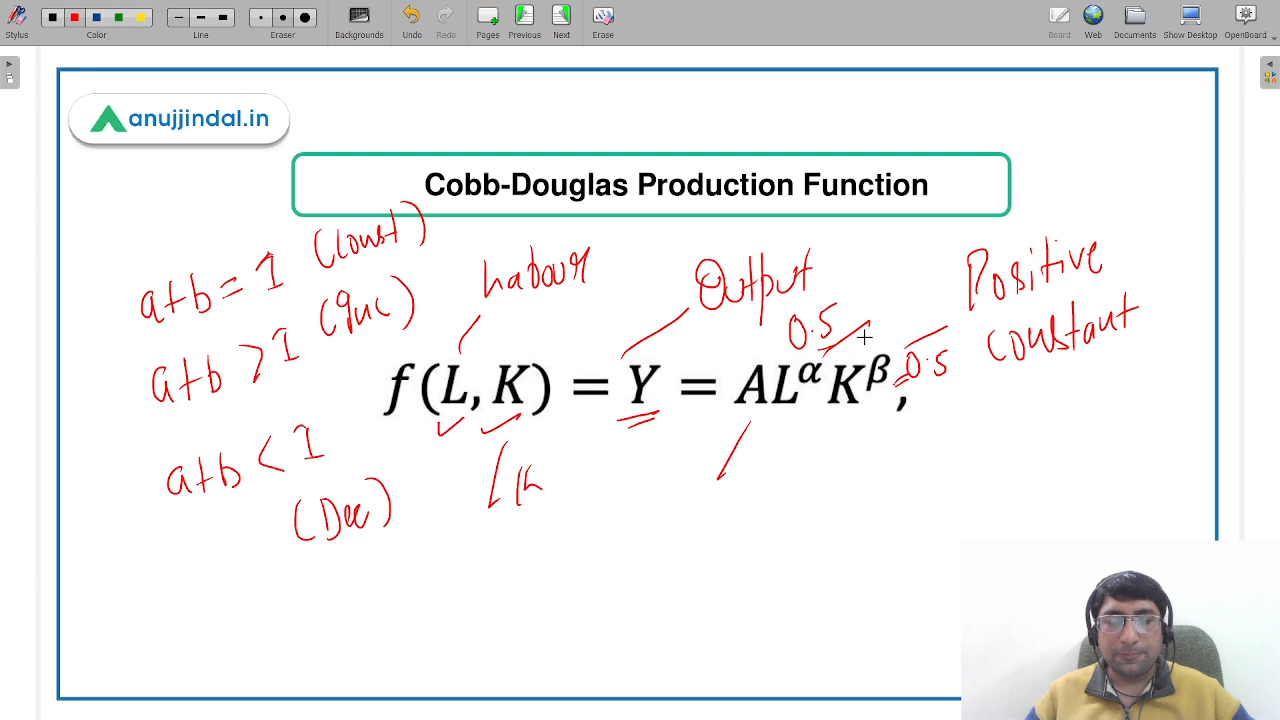 Stylus Color Line Eraser Backgrounds Undo Redo Pages Previous Next Erase Board Web Documents Show Desktop OpenBoard
anujjindal.in
Cobb-Douglas Production Function
a+b = 1 (Const)
a+b > 1 (Inc)
a+b < 1
(Dec)
Labour
Output
Positive
constant
0.5
0.5
f(L, K) = Y = AL^α K^β,
K